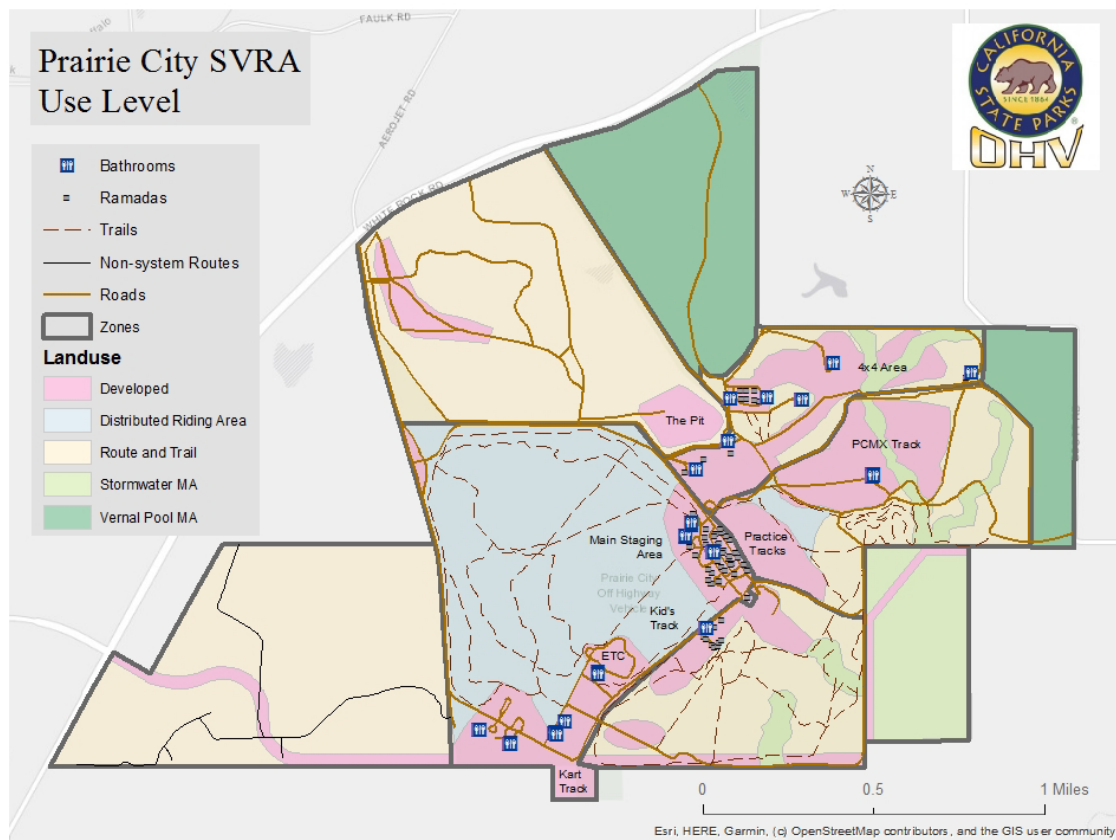 Prairie City SVRA
Use Level
Bathrooms
Ramadas
Trails
Non-system Routes
Roads
Zones
Landuse
Developed
Distributed Riding Area
Route and Trail
Stormwater MA
Vernal Pool MA
FAULK RD
AEROJET RD
WHITE ROCK RD
CALIFORNIA
STATE PARKS
SINCE 1864
®
OHV
N
W E
S
4x4 Area
The Pit
PCMX Track
Main Staging
Area
Practice
Tracks
Prairie City
Off Highway
Vehicle
Kid's
Track
ETC
Kart
Track
0 0.5 1 Miles
Esri, HERE, Garmin, (c) OpenStreetMap contributors, and the GIS user community